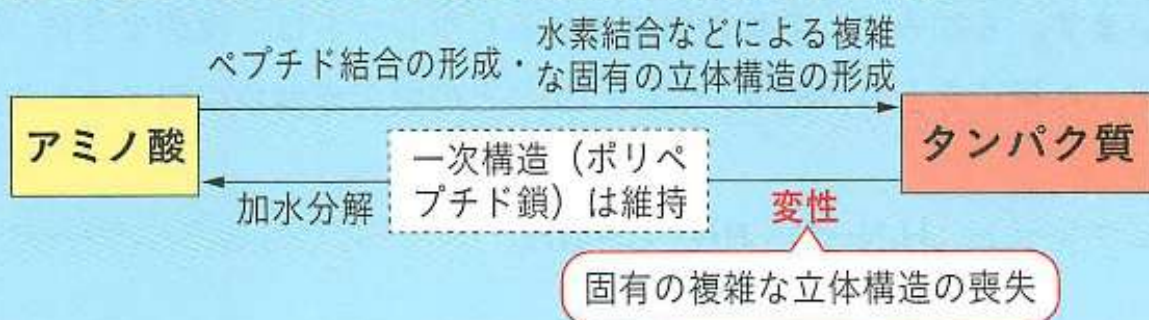 ペプチド結合の形成・
水素結合などによる複雑
な固有の立体構造の形成
アミノ酸
タンパク質
一次構造(ポリペ
プチド鎖)は維持
加水分解
変性
固有の複雑な立体構造の喪失